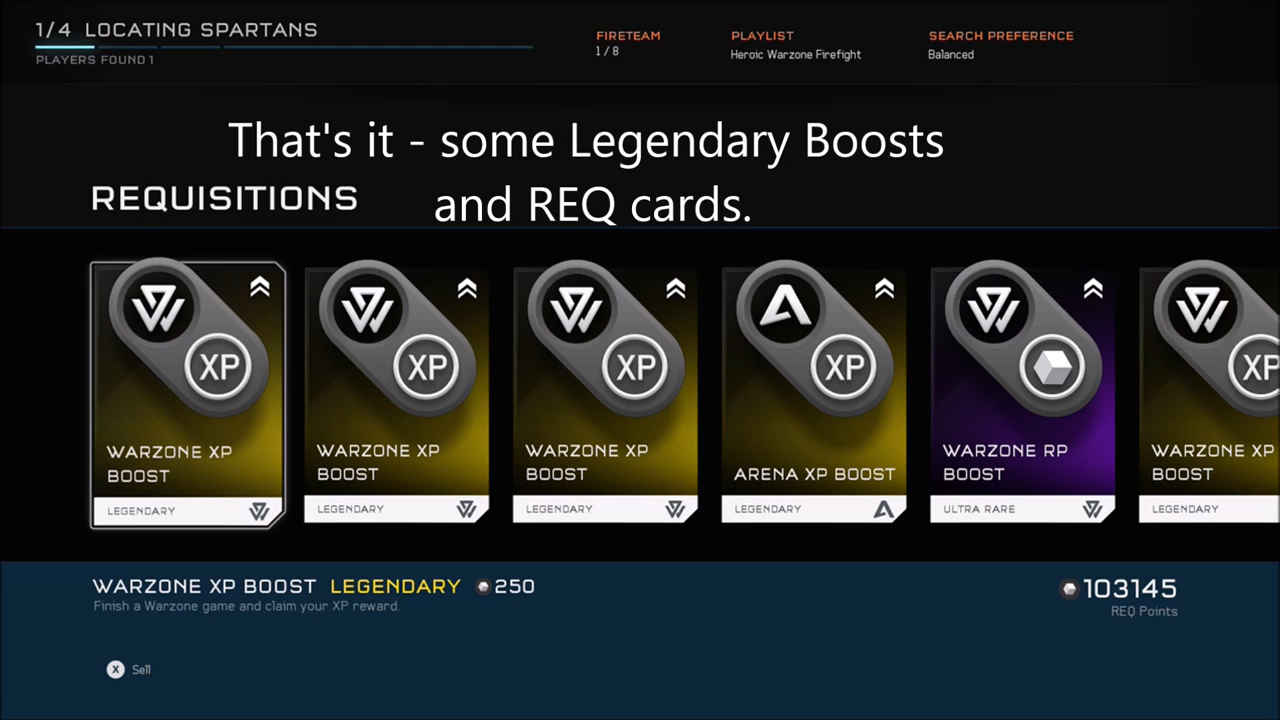 1/4 LOCATING SPARTANS
PLAYERS FOUND 1
FIRETEAM
1 / 8
PLAYLIST
Heroic Warzone Firefight
SEARCH PREFERENCE
Balanced
That's it - some Legendary Boosts
and REQ cards.
REQUISITIONS
XP
WARZONE XP
BOOST
LEGENDARY
XP
WARZONE XP
BOOST
LEGENDARY
XP
WARZONE XP
BOOST
LEGENDARY
XP
ARENA XP BOOST
LEGENDARY
WARZONE RP
BOOST
ULTRA RARE
XP
WARZONE XP
BOOST
LEGENDARY
WARZONE XP BOOST LEGENDARY 250
Finish a Warzone game and claim your XP reward.
103145
REQ Points
X Sell